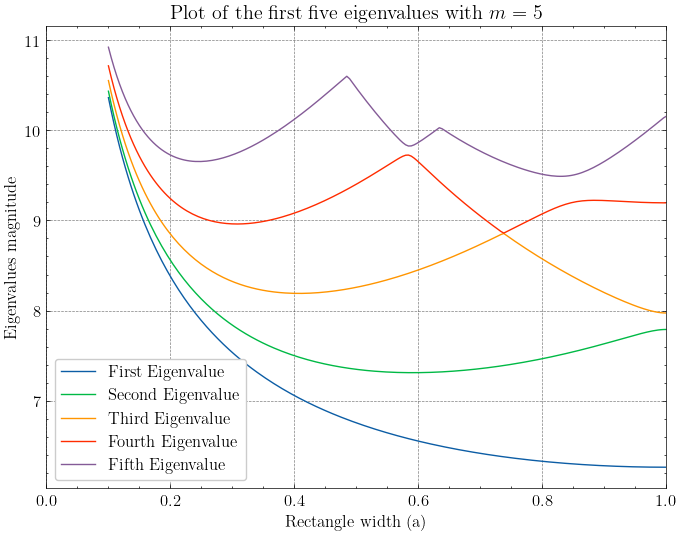 Plot of the first five eigenvalues with m = 5
Eigenvalues magnitude
11
10
9
8
7
First Eigenvalue
Second Eigenvalue
Third Eigenvalue
Fourth Eigenvalue
Fifth Eigenvalue
0.0 0.2 0.4 0.6 0.8 1.0
Rectangle width (a)